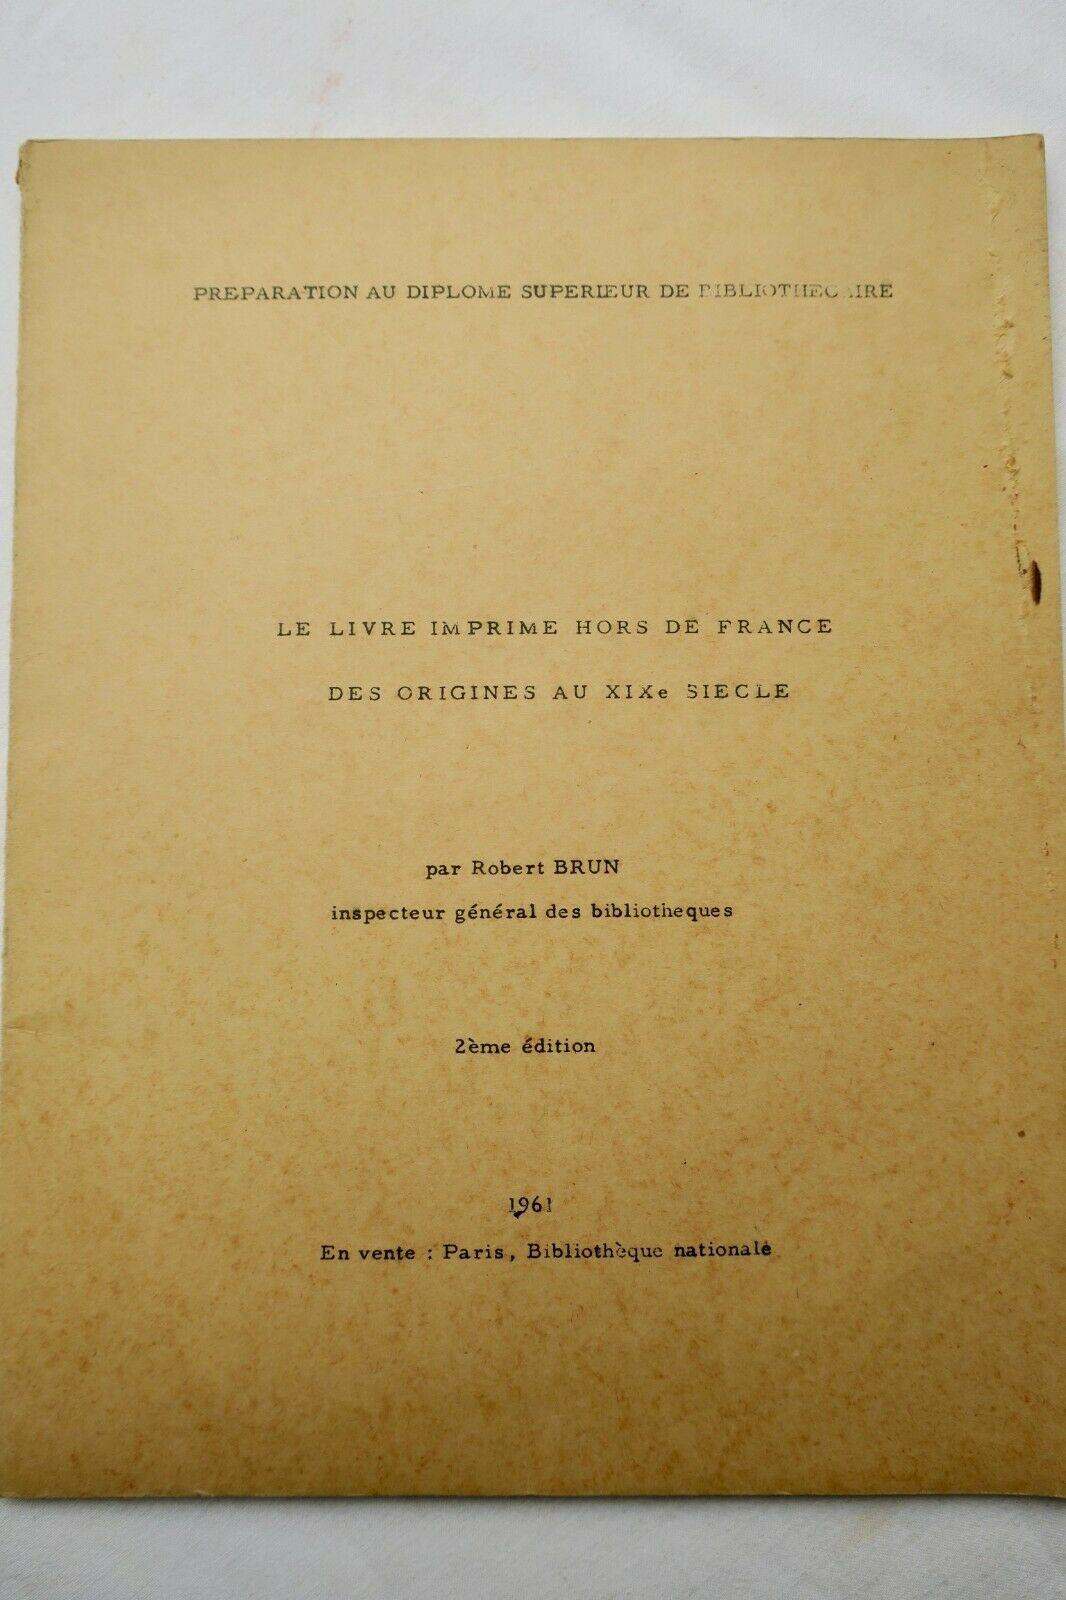 PREPARATION AU DIPLOME SUPERIEUR DE BIBLIOTHECAIRE
LE LIVRE IMPRIME HORS DE FRANCE
DES ORIGINES AU XIXe SIECLE
par Robert BRUN
inspecteur général des bibliotheques
2ème édition
1961
En vente : Paris, Bibliothèque nationale